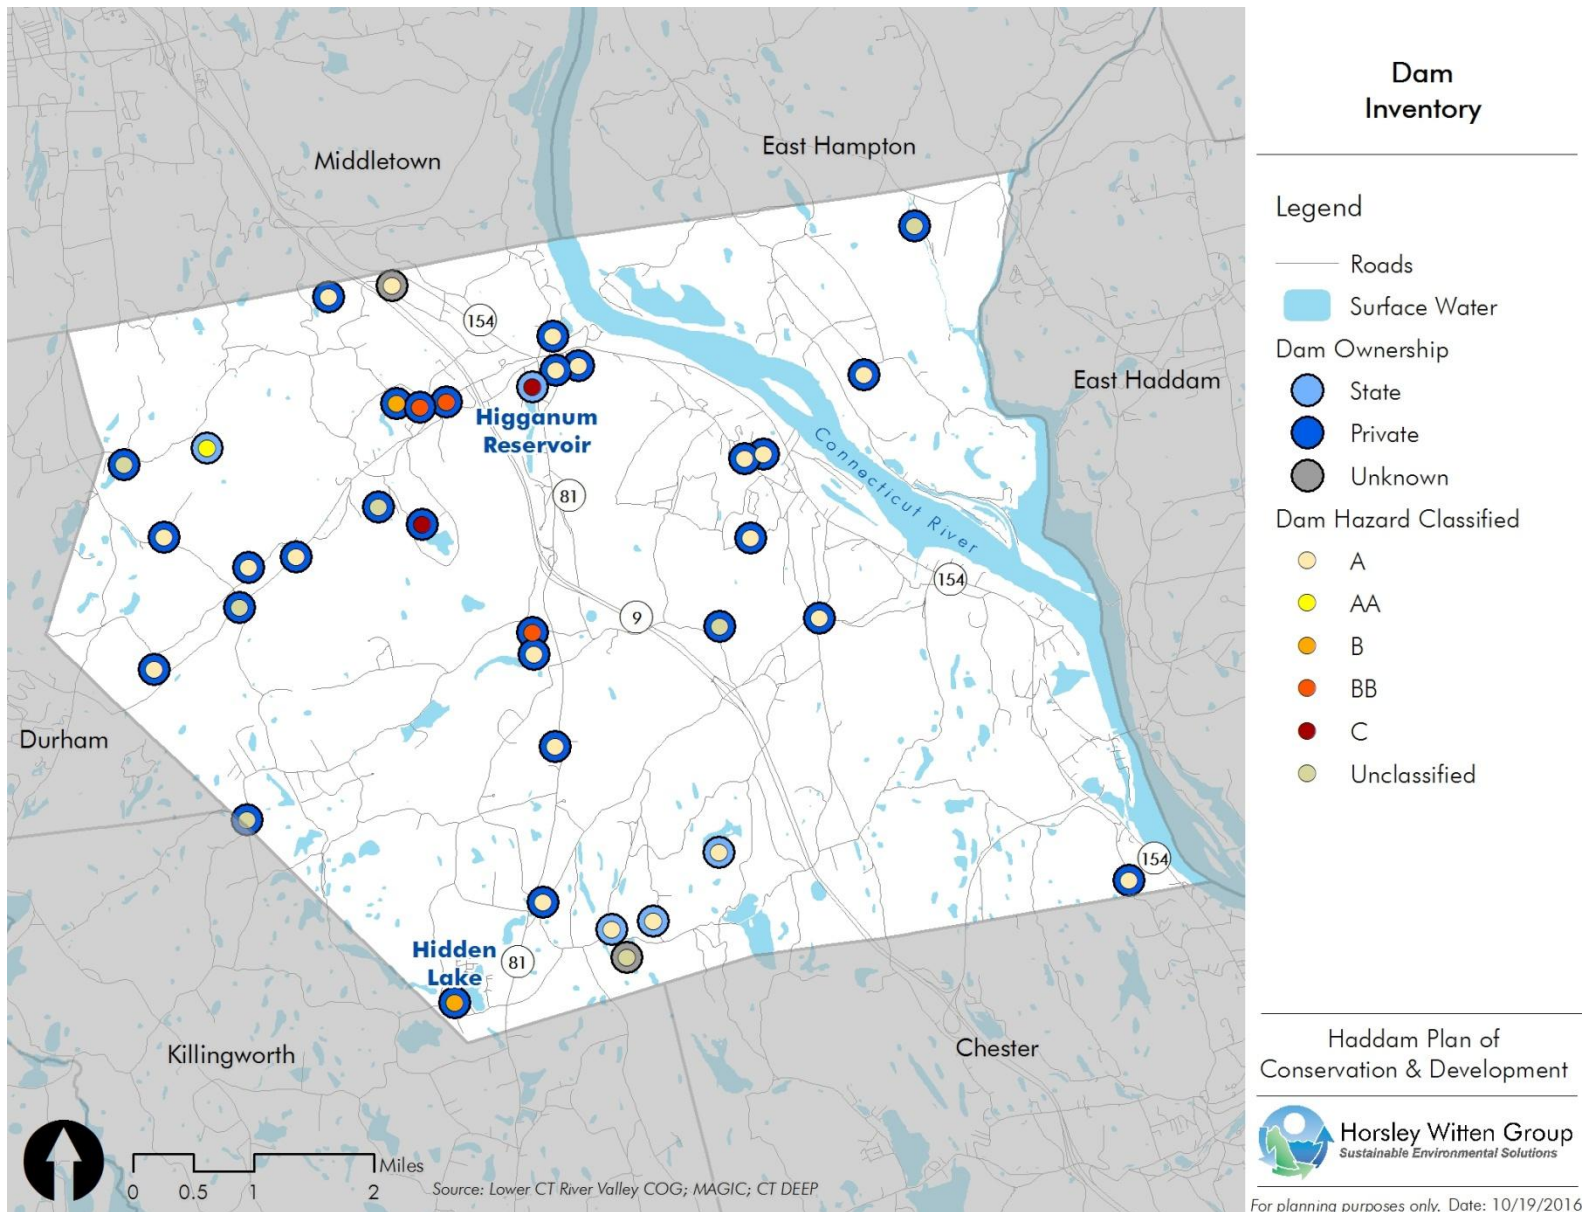 Dam
Inventory
Middletown
East Hampton
East Haddam
154
Higganum
Reservoir
81
Connecticut River
9
154
Durham
154
Hidden
Lake
81
Killingworth
Chester
Legend
Roads
Surface Water
Dam Ownership
State
Private
Unknown
Dam Hazard Classified
A
AA
B
BB
C
Unclassified
0 0.5 1 2
Miles
Source: Lower CT River Valley COG; MAGIC; CT DEEP
Haddam Plan of
Conservation & Development
Horsley Witten Group
Sustainable Environmental Solutions
For planning purposes only. Date: 10/19/2016